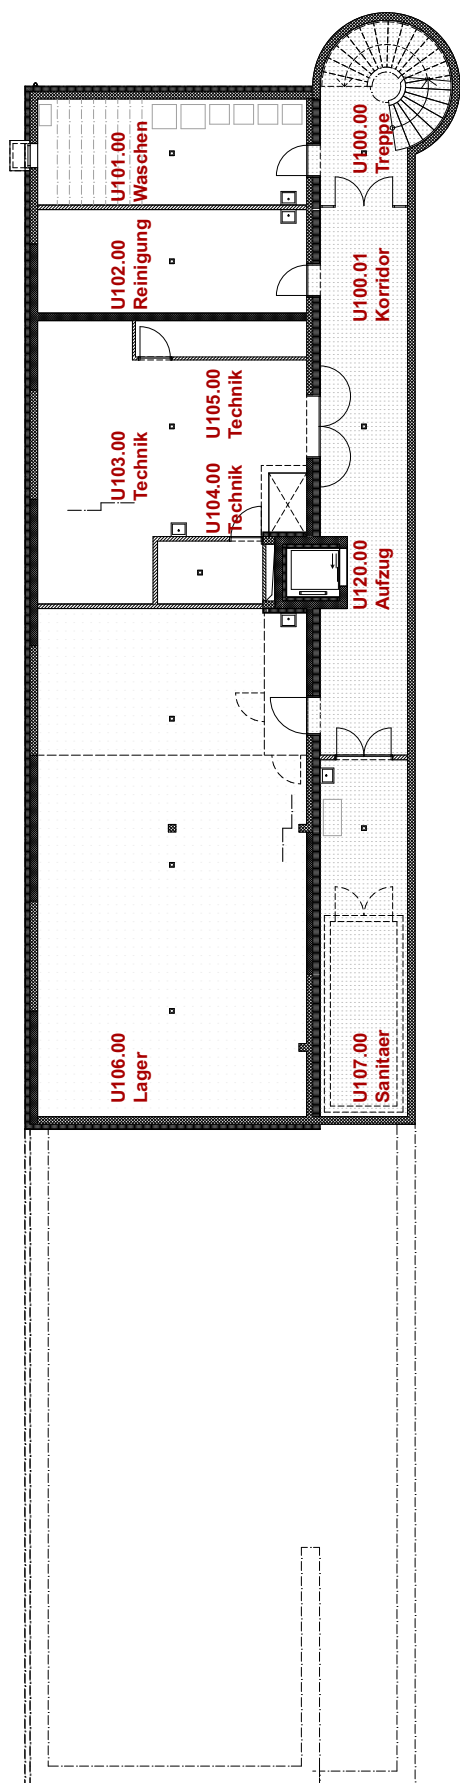 U101.00
Waschen
U100.00
Treppe
U102.00
Reinigung
U100.01
Korridor
U105.00
Technik
U103.00
Technik
U104.00
Technik
U120.00
Aufzug
U106.00
Lager
U107.00
Sanitaer